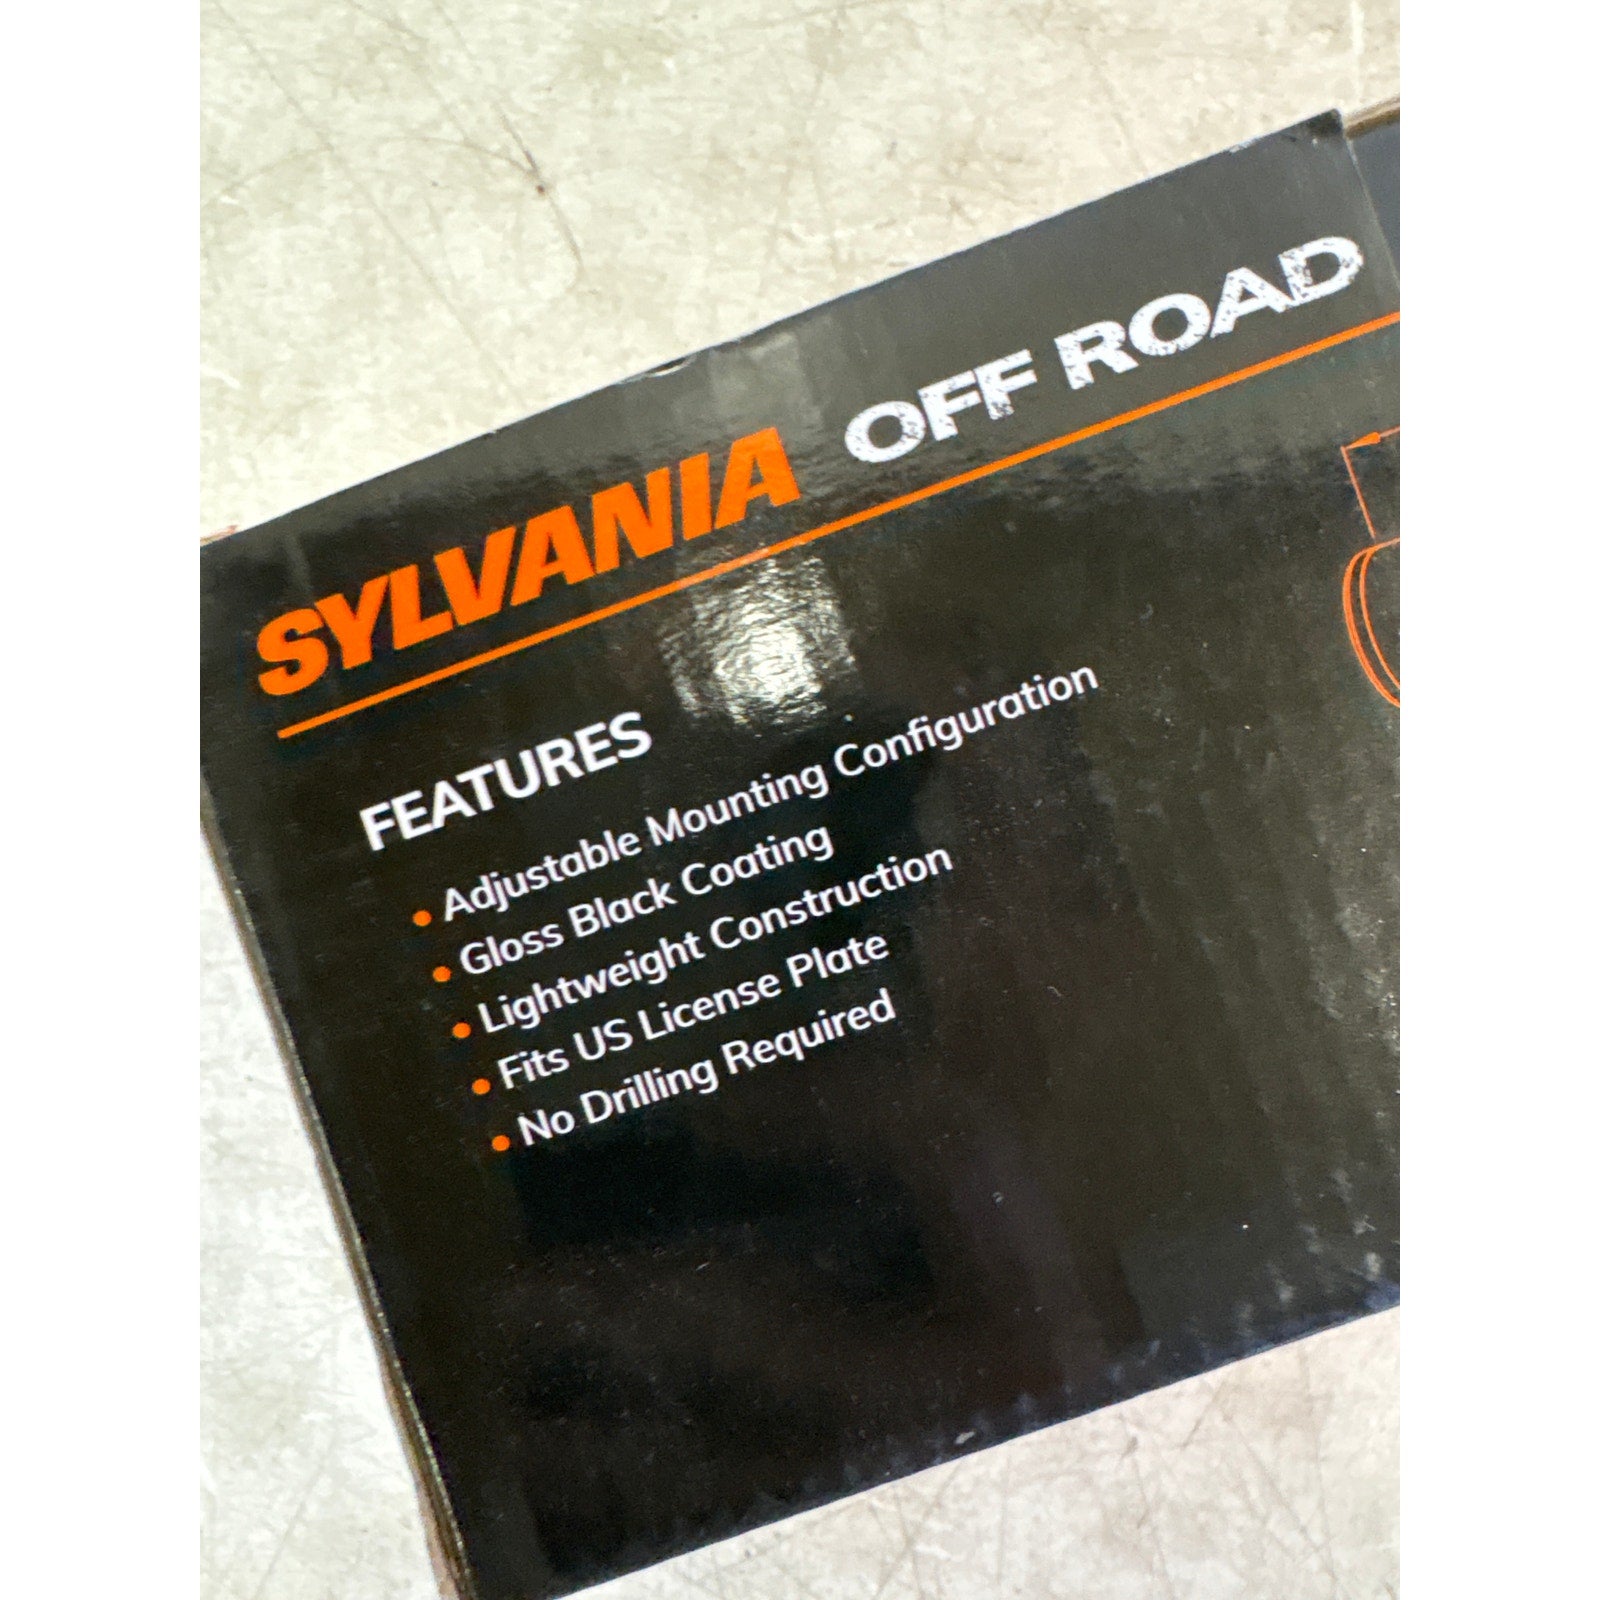 SYLVANIA OFF ROAD
FEATURES
• Adjustable Mounting Configuration
• Gloss Black Coating
• Lightweight Construction
• Fits US License Plate
• No Drilling Required